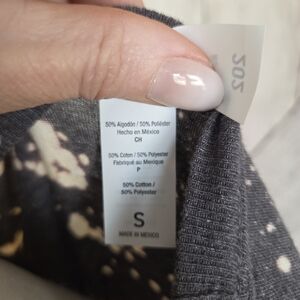 202
50% Algodón / 50% Poliéster
Hecho en México
CH
50% Coton / 50% Polyester
Fabriqué au Mexique
P
50% Cotton /
50% Polyester
S
MADE IN MEXICO